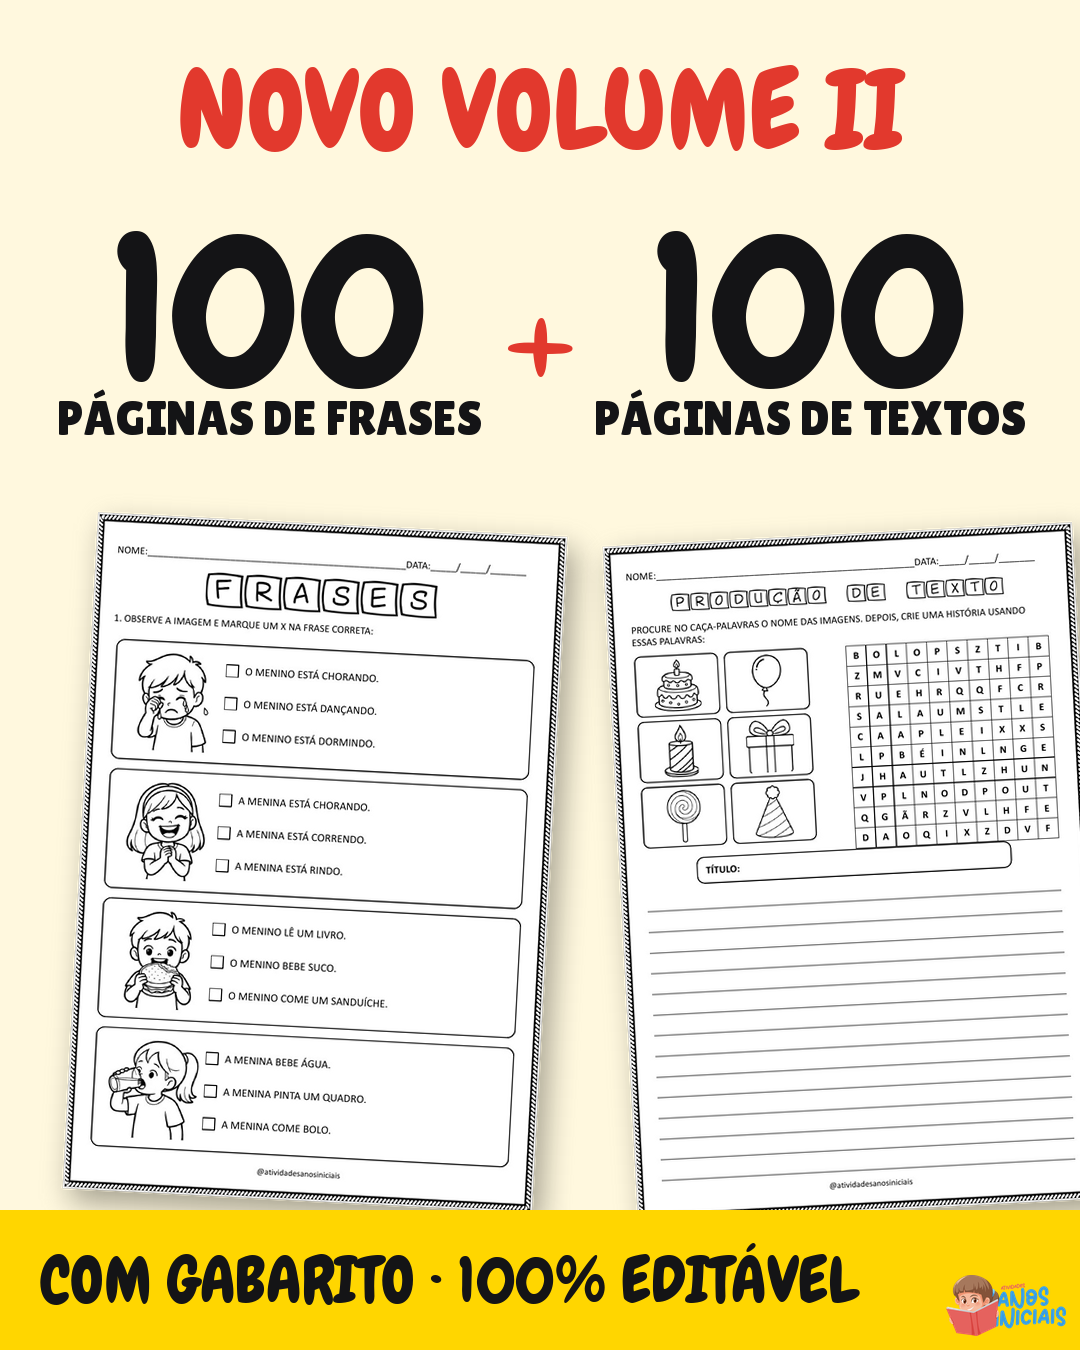 NOVO VOLUME II
100 + 100
PÁGINAS DE FRASES
PÁGINAS DE TEXTOS
NOME: DATA: / /
FRASES
1. OBSERVE A IMAGEM E MARQUE UM X NA FRASE CORRETA:
O MENINO ESTÁ CHORANDO.
O MENINO ESTÁ DANÇANDO.
O MENINO ESTÁ DORMINDO.
A MENINA ESTÁ CHORANDO.
A MENINA ESTÁ CORRENDO.
A MENINA ESTÁ RINDO.
O MENINO LÊ UM LIVRO.
O MENINO BEBE SUCO.
O MENINO COME UM SANDUÍCHE.
A MENINA BEBE ÁGUA.
A MENINA PINTA UM QUADRO.
A MENINA COME BOLO.
@atividadesanosiniciais
NOME: DATA: / /
PRODUÇÃO DE TEXTO
PROCURE NO CAÇA-PALAVRAS O NOME DAS IMAGENS. DEPOIS, CRIE UMA HISTÓRIA USANDO
ESSAS PALAVRAS:
B O L O P S Z T I B
Z M V C I V T H F P
R U E H R Q Q F C R
S A L A U M S T L E
C A A P L E I X X S
L P B É I N L N G E
J H A U T L Z H U N
V P L N O D P O U T
Q G Ã R Z V L H F E
D A O Q I X Z D V F
TÍTULO:
@atividadesanosiniciais
COM GABARITO · 100% EDITÁVEL
ATIVIDADES
ANOS
INICIAIS